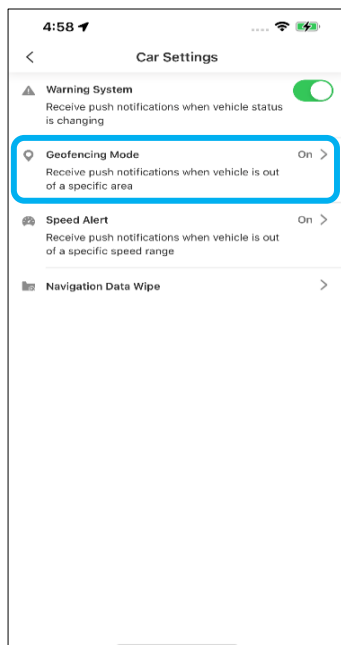 4:58
Car Settings
Warning System
Receive push notifications when vehicle status
is changing
Geofencing Mode
On
Receive push notifications when vehicle is out
of a specific area
Speed Alert
On
Receive push notifications when vehicle is out
of a specific speed range
Navigation Data Wipe